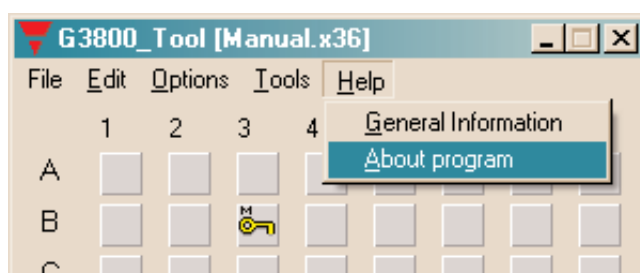 G3800_Tool [Manual.x36]
File Edit Options Tools Help
General Information
About program
1 2 3 4
A
B
M
C